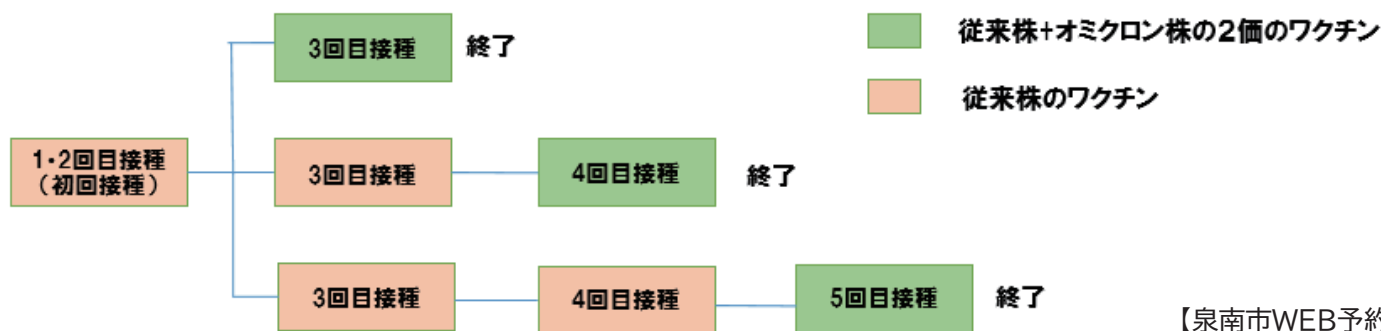 3回目接種 終了
従来株+オミクロン株の2価のワクチン
従来株のワクチン
1・2回目接種
(初回接種)
3回目接種
4回目接種 終了
3回目接種
4回目接種
5回目接種 終了
【泉南市WEB予約